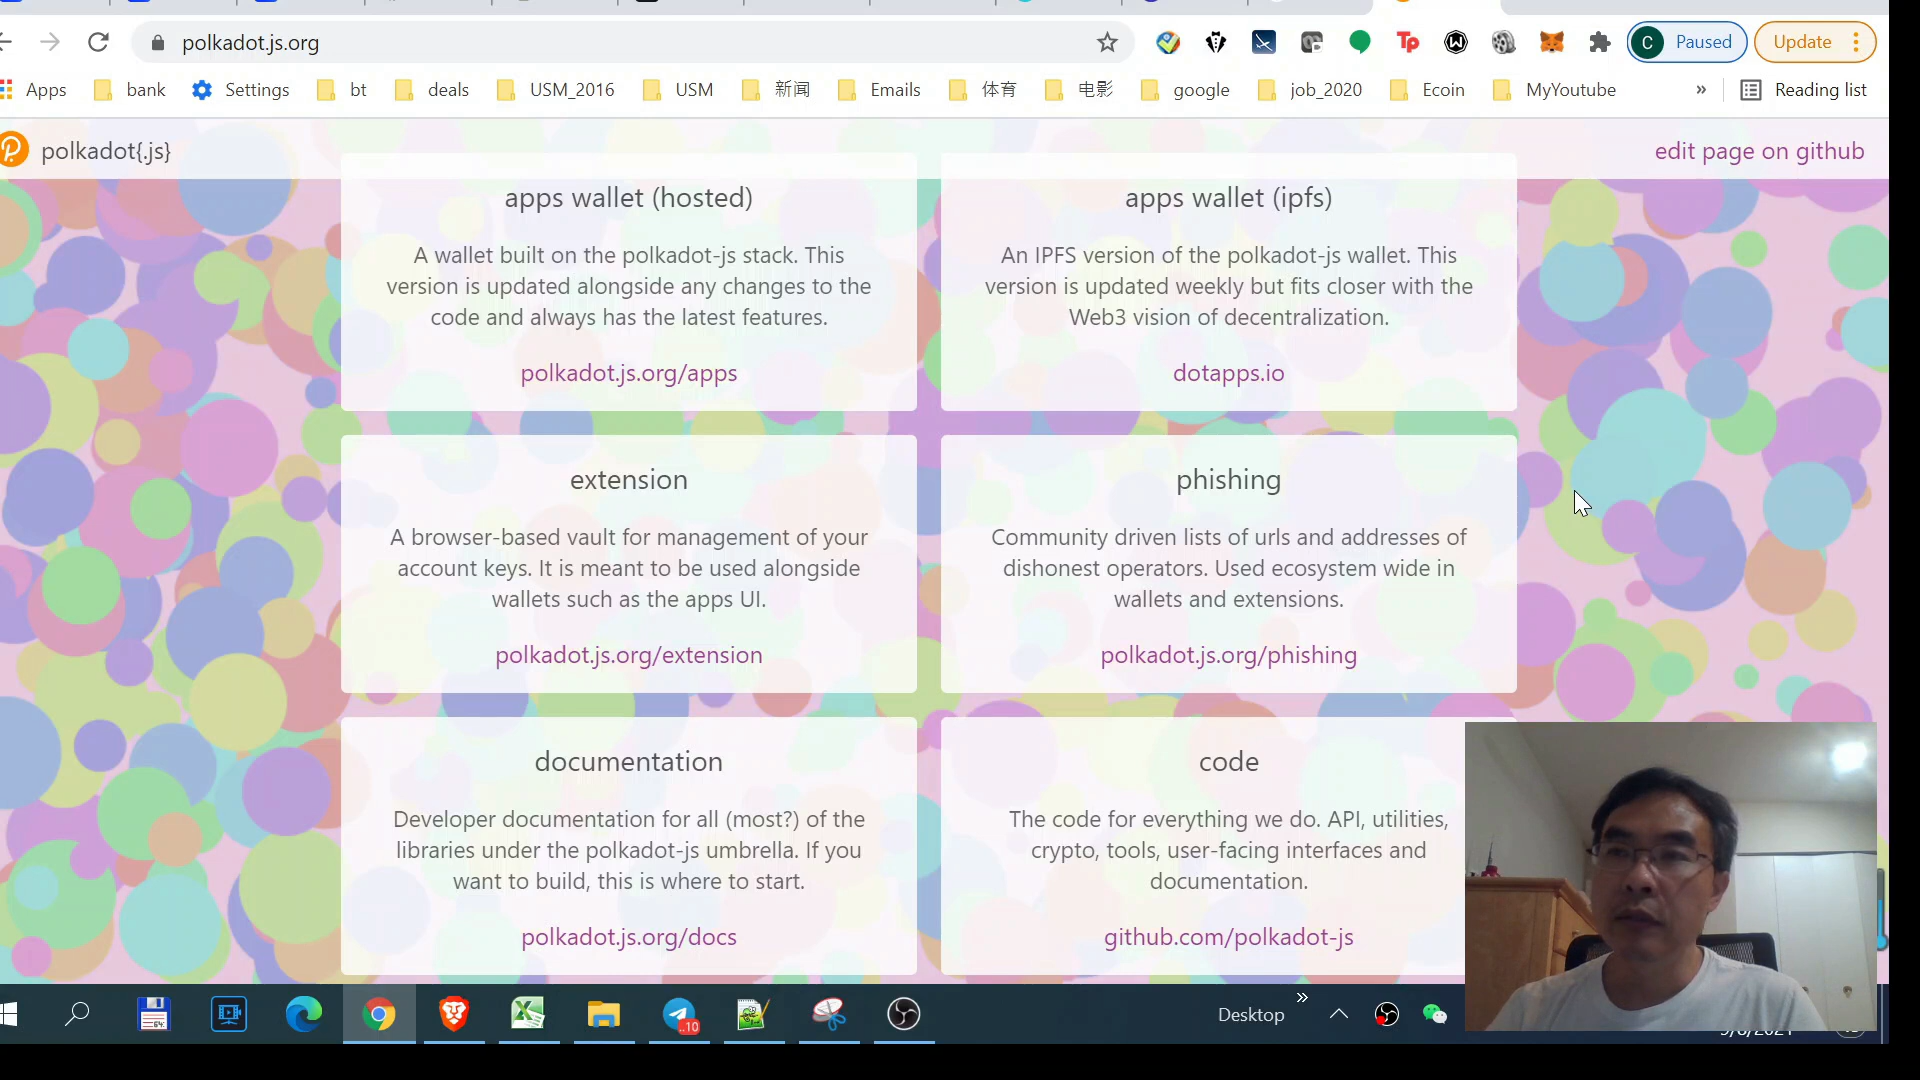 polkadot.js.org
Paused
Update
Apps
bank
Settings
bt
deals
USM_2016
USM
新闻
Emails
体育
电影
google
job_2020
Ecoin
MyYoutube
»
Reading list
polkadot{.js}
edit page on github
apps wallet (hosted)
A wallet built on the polkadot-js stack. This
version is updated alongside any changes to the
code and always has the latest features.
polkadot.js.org/apps
apps wallet (ipfs)
An IPFS version of the polkadot-js wallet. This
version is updated weekly but fits closer with the
Web3 vision of decentralization.
dotapps.io
extension
A browser-based vault for management of your
account keys. It is meant to be used alongside
wallets such as the apps UI.
polkadot.js.org/extension
phishing
Community driven lists of urls and addresses of
dishonest operators. Used ecosystem wide in
wallets and extensions.
polkadot.js.org/phishing
documentation
Developer documentation for all (most?) of the
libraries under the polkadot-js umbrella. If you
want to build, this is where to start.
polkadot.js.org/docs
code
The code for everything we do. API, utilities,
crypto, tools, user-facing interfaces and
documentation.
github.com/polkadot-js
Desktop
»